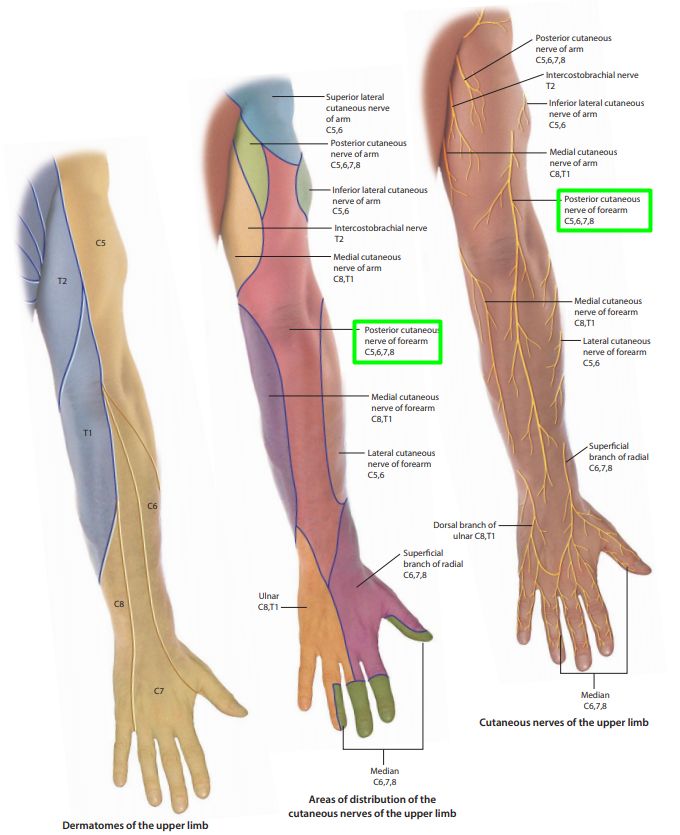 C5
T2
T1
C6
C8
C7
Dermatomes of the upper limb
Superior lateral
cutaneous nerve
of arm
C5,6
Posterior cutaneous
nerve of arm
C5,6,7,8
Inferior lateral cutaneous
nerve of arm
C5,6
Intercostobrachial nerve
T2
Medial cutaneous
nerve of arm
C8,T1
Posterior cutaneous
nerve of forearm
C5,6,7,8
Medial cutaneous
nerve of forearm
C8,T1
Lateral cutaneous
nerve of forearm
C5,6
Superficial
branch of radial
C6,7,8
Ulnar
C8,T1
Median
C6,7,8
Areas of distribution of the
cutaneous nerves of the upper limb
Posterior cutaneous
nerve of arm
C5,6,7,8
Intercostobrachial nerve
T2
Inferior lateral cutaneous
nerve of arm
C5,6
Medial cutaneous
nerve of arm
C8,T1
Posterior cutaneous
nerve of forearm
C5,6,7,8
Medial cutaneous
nerve of forearm
C8,T1
Lateral cutaneous
nerve of forearm
C5,6
Superficial
branch of radial
C6,7,8
Dorsal branch of
ulnar C8,T1
Median
C6,7,8
Cutaneous nerves of the upper limb